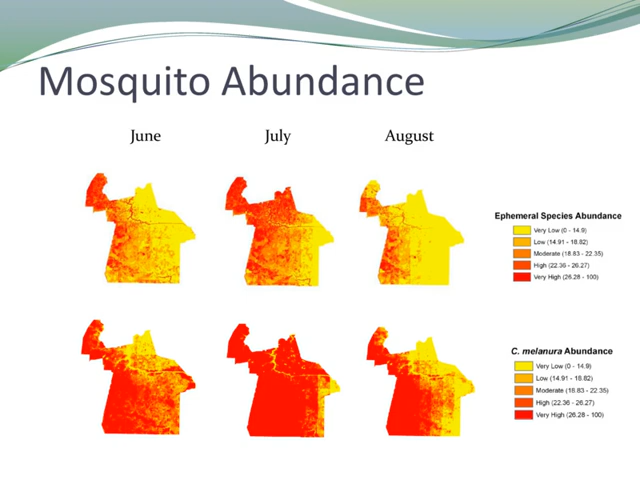 Mosquito Abundance
June July August
Ephemeral Species Abundance
Very Low (0 - 14.9)
Low (14.91 - 18.82)
Moderate (18.83 - 22.35)
High (22.36 - 26.27)
Very High (26.28 - 100)
C. melanura Abundance
Very Low (0 - 14.9)
Low (14.91 - 18.82)
Moderate (18.83 - 22.35)
High (22.36 - 26.27)
Very High (26.28 - 100)